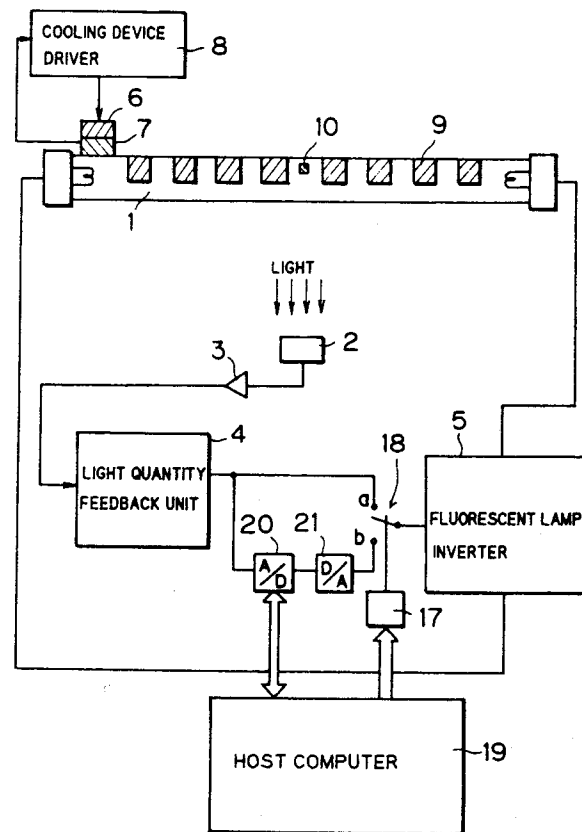 COOLING DEVICE
DRIVER
8
6
7
10
9
1
LIGHT
2
3
4
LIGHT QUANTITY
FEEDBACK UNIT
5
18
a
FLUORESCENT LAMP
INVERTER
b
20
21
A/D
D/A
17
HOST COMPUTER
19